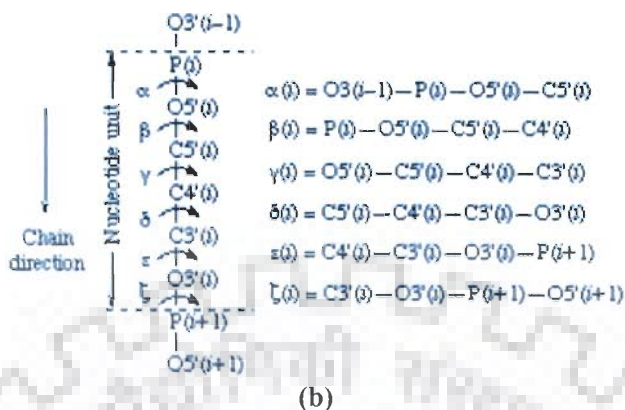 O3'(i−1)
P(i)
α
O5'(i)
β
C5'(i)
γ
C4'(i)
δ
C3'(i)
ε
O3'(i)
ζ
P(i+1)
O5'(i+1)
Nucleotide unit
Chain
direction
α(i) = O3(i−1)−P(i)−O5'(i)−C5'(i)
β(i) = P(i)−O5'(i)−C5'(i)−C4'(i)
γ(i) = O5'(i)−C5'(i)−C4'(i)−C3'(i)
δ(i) = C5'(i)−C4'(i)−C3'(i)−O3'(i)
ε(i) = C4'(i)−C3'(i)−O3'(i)−P(i+1)
ζ(i) = C3'(i)−O3'(i)−P(i+1)−O5'(i+1)
(b)